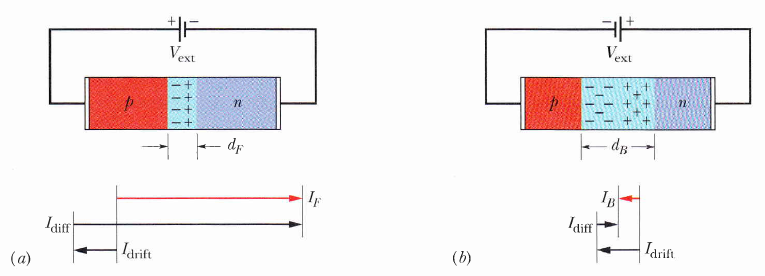 + − − +
V_ext V_ext
p − + n p − + n
− + − +
− + − +
− + − +
d_F d_B
I_F I_B
I_diff I_diff
(a) I_drift (b) I_drift